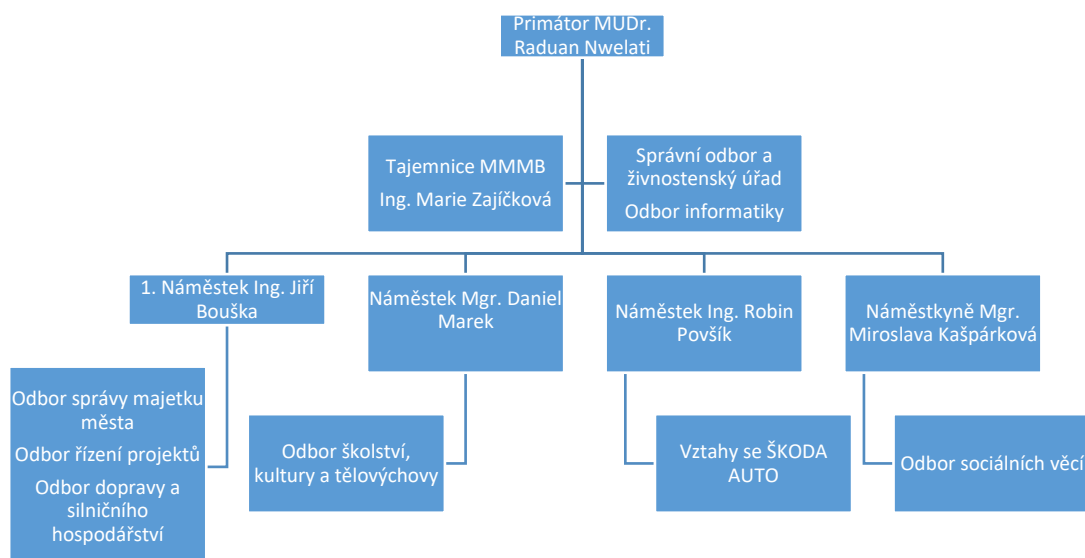 Primátor MUDr.
Raduan Nwelati
Tajemnice MMMB
Ing. Marie Zajíčková
Správní odbor a
živnostenský úřad
Odbor informatiky
1. Náměstek Ing. Jiří
Bouška
Náměstek Mgr. Daniel
Marek
Náměstek Ing. Robin
Povšík
Náměstkyně Mgr.
Miroslava Kašpárková
Odbor správy majetku
města
Odbor řízení projektů
Odbor dopravy a
silničního
hospodářství
Odbor školství,
kultury a tělovýchovy
Vztahy se ŠKODA
AUTO
Odbor sociálních věcí